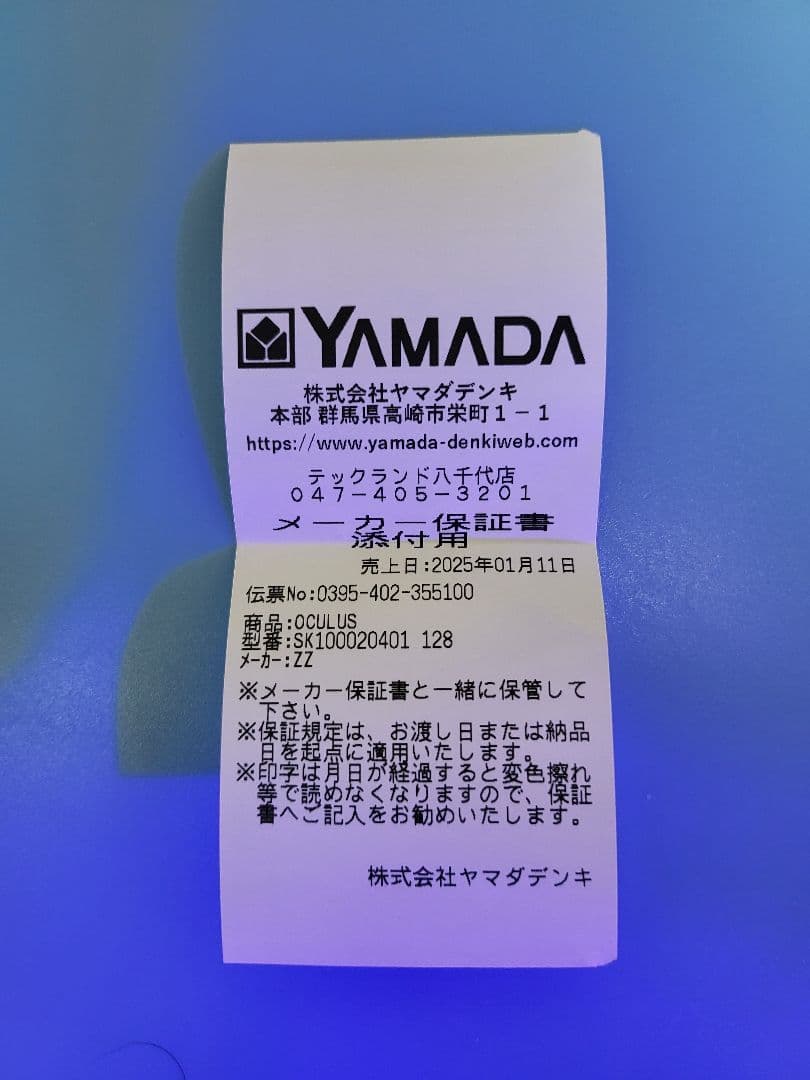 YAMADA
株式会社ヤマダデンキ
本部 群馬県高崎市栄町１－１
https://www.yamada-denkiweb.com
テックランド八千代店
０４７－４０５－３２０１
メーカー保証書
添付用
売上日:2025年01月11日
伝票No:0395-402-355100
商品:OCULUS
型番:SK100020401 128
ﾒｰｶｰ:ZZ
※メーカー保証書と一緒に保管して
下さい。
※保証規定は、お渡し日または納品
日を起点に適用いたします。
※印字は月日が経過すると変色擦れ
等で読めなくなりますので、保証
書へご記入をお勧めいたします。
株式会社ヤマダデンキ